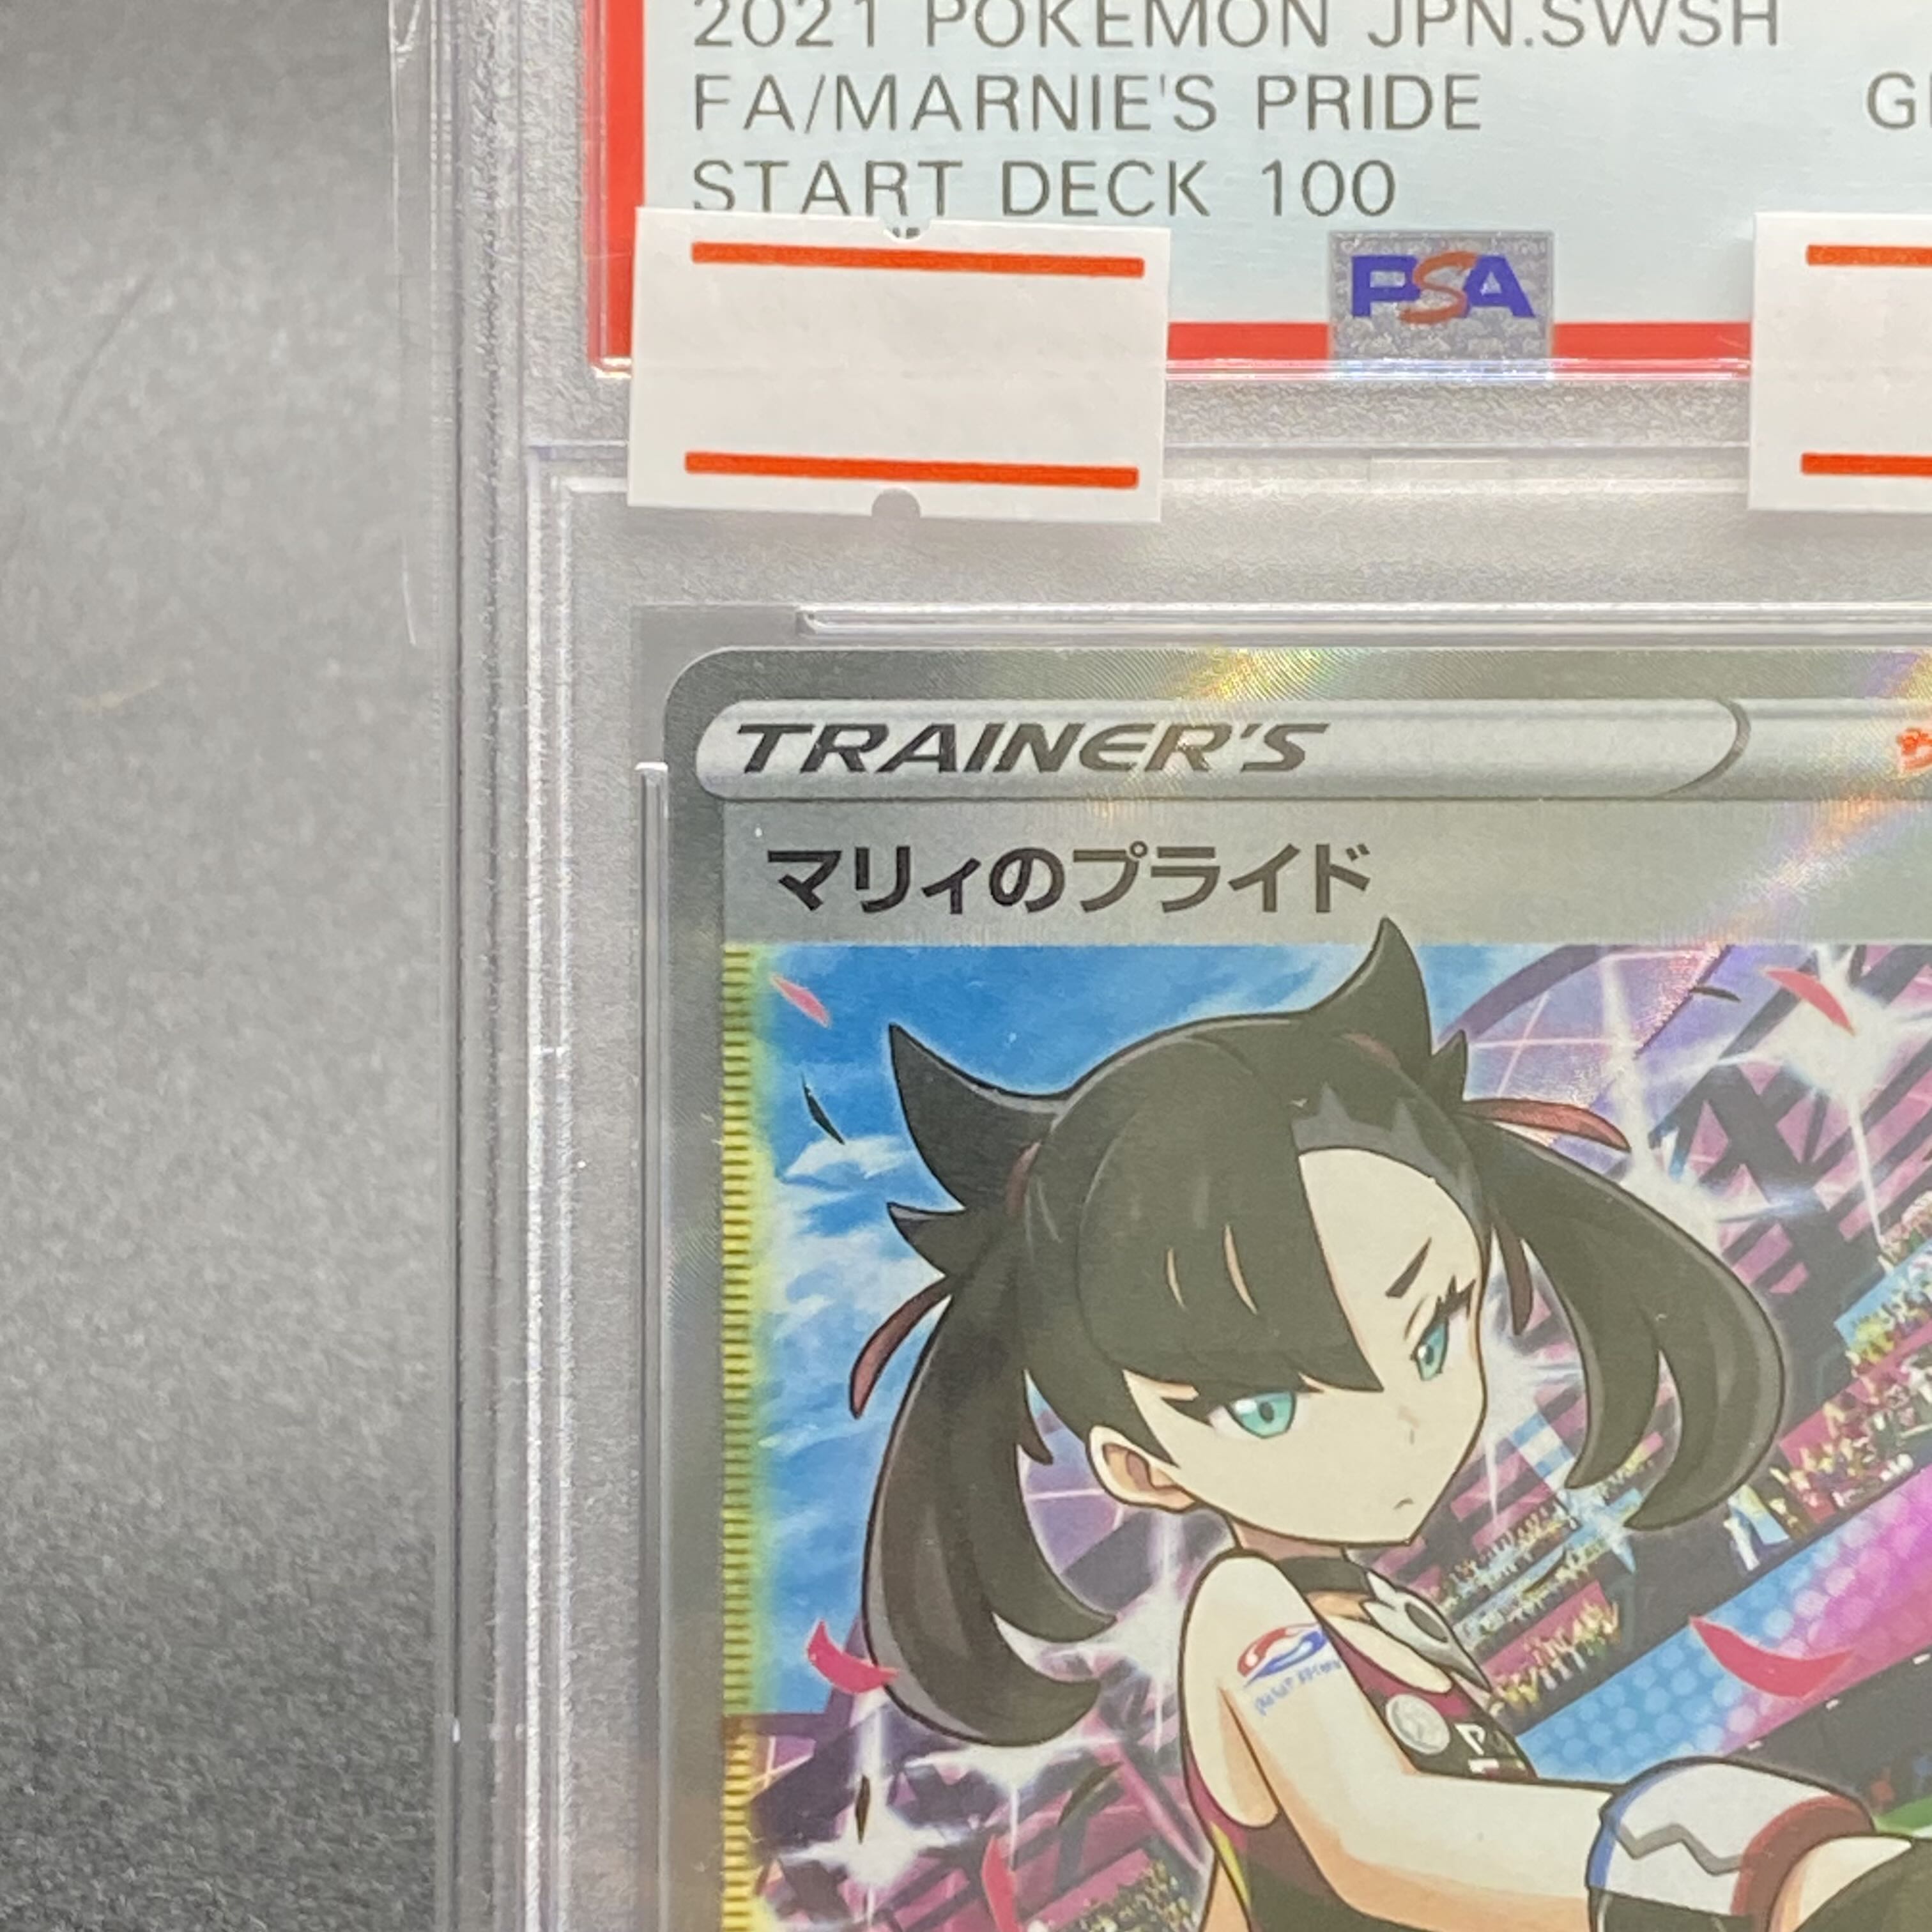 2021 POKEMON JPN.SWSH
FA/MARNIE'S PRIDE
START DECK 100
PSA
TRAINER'S
マリィのプライド